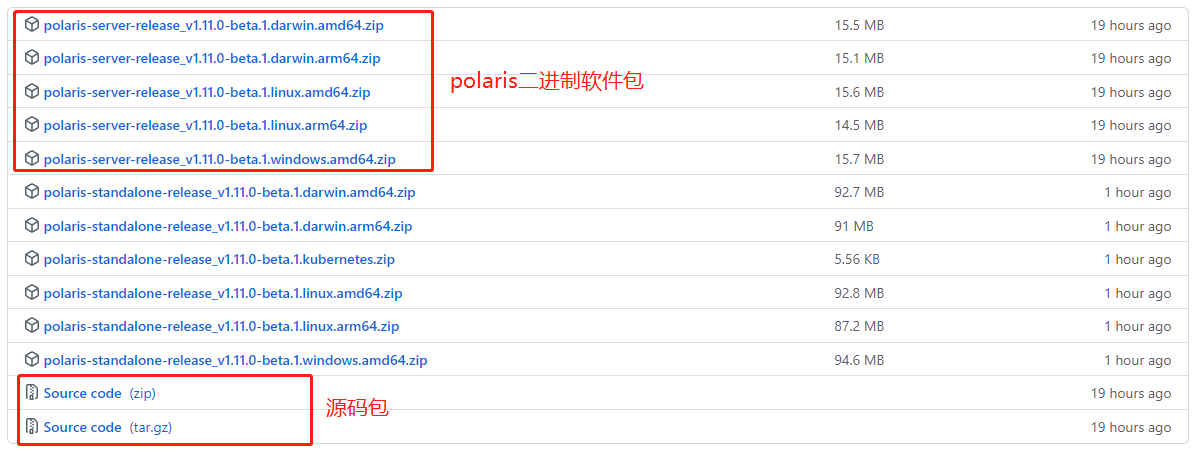 polaris-server-release_v1.11.0-beta.1.darwin.amd64.zip 15.5 MB 19 hours ago
polaris-server-release_v1.11.0-beta.1.darwin.arm64.zip 15.1 MB 19 hours ago
polaris二进制软件包
polaris-server-release_v1.11.0-beta.1.linux.amd64.zip 15.6 MB 19 hours ago
polaris-server-release_v1.11.0-beta.1.linux.arm64.zip 14.5 MB 19 hours ago
polaris-server-release_v1.11.0-beta.1.windows.amd64.zip 15.7 MB 19 hours ago
polaris-standalone-release_v1.11.0-beta.1.darwin.amd64.zip 92.7 MB 1 hour ago
polaris-standalone-release_v1.11.0-beta.1.darwin.arm64.zip 91 MB 1 hour ago
polaris-standalone-release_v1.11.0-beta.1.kubernetes.zip 5.56 KB 1 hour ago
polaris-standalone-release_v1.11.0-beta.1.linux.amd64.zip 92.8 MB 1 hour ago
polaris-standalone-release_v1.11.0-beta.1.linux.arm64.zip 87.2 MB 1 hour ago
polaris-standalone-release_v1.11.0-beta.1.windows.amd64.zip 94.6 MB 1 hour ago
Source code (zip) 19 hours ago
源码包
Source code (tar.gz) 19 hours ago